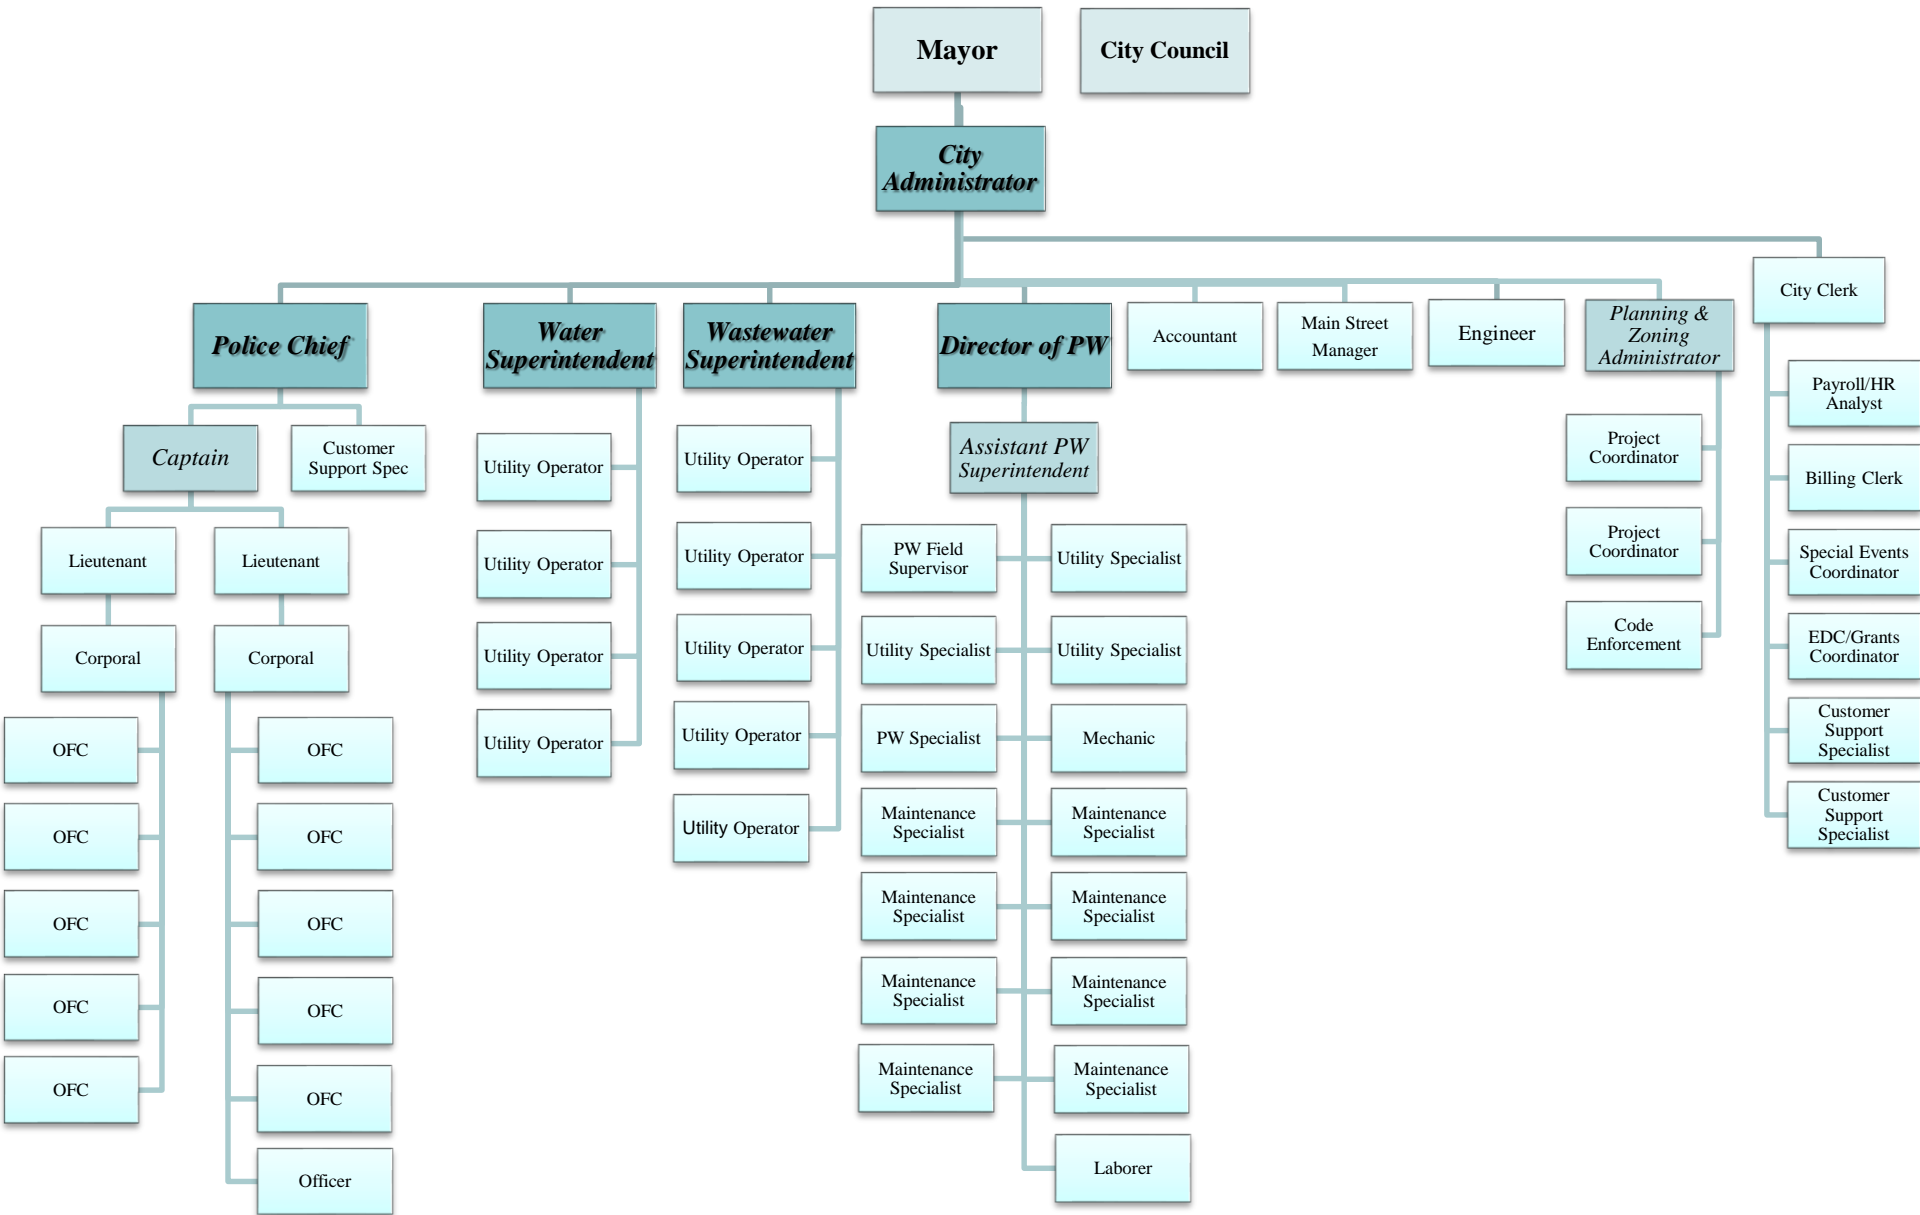 Mayor
City Council
City
Administrator
City Clerk
Police Chief
Water
Superintendent
Wastewater
Superintendent
Director of PW
Accountant
Main Street
Manager
Engineer
Planning &
Zoning
Administrator
Captain
Customer
Support Spec
Lieutenant
Lieutenant
Corporal
Corporal
OFC
OFC
OFC
OFC
OFC
OFC
OFC
OFC
OFC
OFC
Officer
Utility Operator
Utility Operator
Utility Operator
Utility Operator
Utility Operator
Utility Operator
Utility Operator
Utility Operator
Utility Operator
Assistant PW
Superintendent
PW Field
Supervisor
Utility Specialist
Utility Specialist
Utility Specialist
PW Specialist
Mechanic
Maintenance
Specialist
Maintenance
Specialist
Maintenance
Specialist
Maintenance
Specialist
Maintenance
Specialist
Maintenance
Specialist
Maintenance
Specialist
Maintenance
Specialist
Laborer
Project
Coordinator
Project
Coordinator
Code
Enforcement
Payroll/HR
Analyst
Billing Clerk
Special Events
Coordinator
EDC/Grants
Coordinator
Customer
Support
Specialist
Customer
Support
Specialist